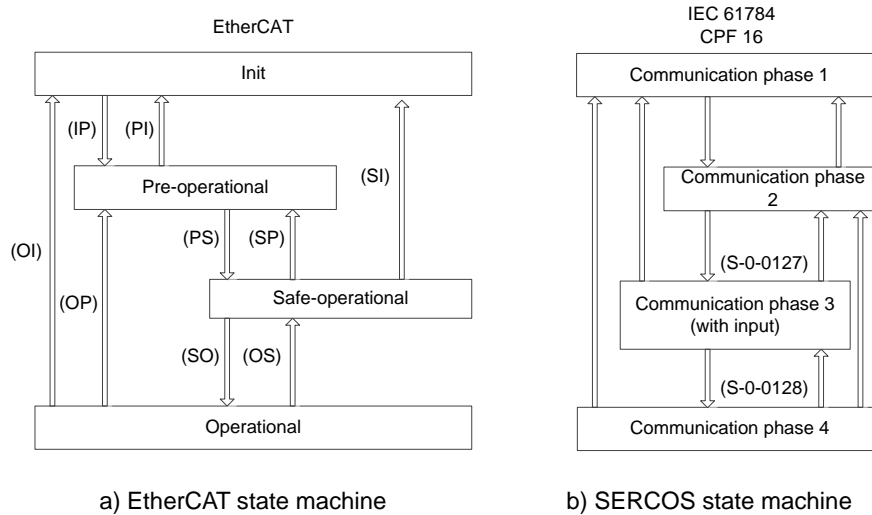 EtherCAT
Init
(IP)
(PI)
Pre-operational
(SI)
(PS)
(SP)
(OI)
Safe-operational
(OP)
(SO)
(OS)
Operational
a) EtherCAT state machine
IEC 61784
CPF 16
Communication phase 1
Communication phase
2
(S-0-0127)
Communication phase 3
(with input)
(S-0-0128)
Communication phase 4
b) SERCOS state machine